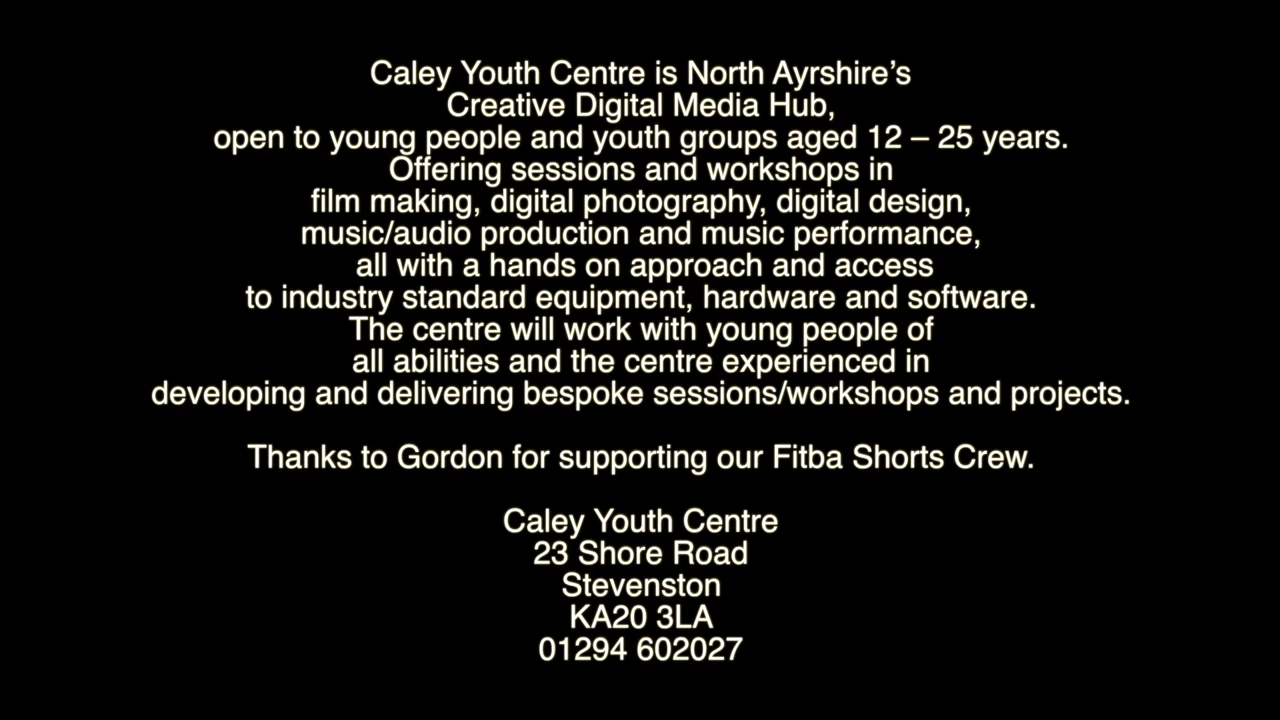 Caley Youth Centre is North Ayrshire’s
Creative Digital Media Hub,
open to young people and youth groups aged 12 – 25 years.
Offering sessions and workshops in
film making, digital photography, digital design,
music/audio production and music performance,
all with a hands on approach and access
to industry standard equipment, hardware and software.
The centre will work with young people of
all abilities and the centre experienced in
developing and delivering bespoke sessions/workshops and projects.
Thanks to Gordon for supporting our Fitba Shorts Crew.
Caley Youth Centre
23 Shore Road
Stevenston
KA20 3LA
01294 602027